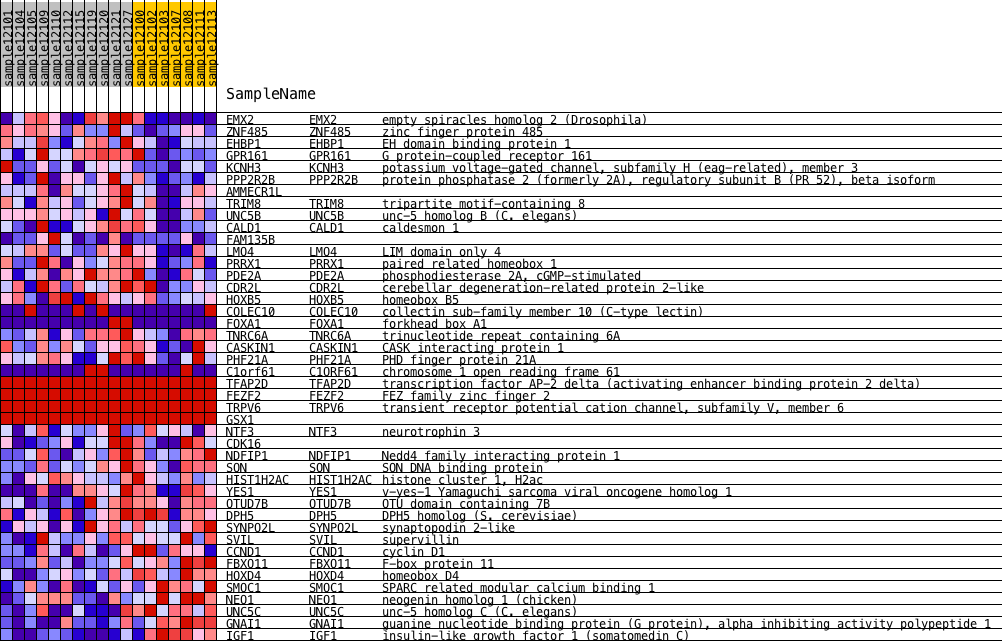 sample12101
sample12104
sample12105
sample12109
sample12110
sample12112
sample12115
sample12119
sample12120
sample12121
sample12127
sample12100
sample12102
sample12103
sample12107
sample12108
sample12111
sample12113
SampleName
EMX2 EMX2 empty spiracles homolog 2 (Drosophila)
ZNF485 ZNF485 zinc finger protein 485
EHBP1 EHBP1 EH domain binding protein 1
GPR161 GPR161 G protein-coupled receptor 161
KCNH3 KCNH3 potassium voltage-gated channel, subfamily H (eag-related), member 3
PPP2R2B PPP2R2B protein phosphatase 2 (formerly 2A), regulatory subunit B (PR 52), beta isoform
AMMECR1L
TRIM8 TRIM8 tripartite motif-containing 8
UNC5B UNC5B unc-5 homolog B (C. elegans)
CALD1 CALD1 caldesmon 1
FAM135B
LMO4 LMO4 LIM domain only 4
PRRX1 PRRX1 paired related homeobox 1
PDE2A PDE2A phosphodiesterase 2A, cGMP-stimulated
CDR2L CDR2L cerebellar degeneration-related protein 2-like
HOXB5 HOXB5 homeobox B5
COLEC10 COLEC10 collectin sub-family member 10 (C-type lectin)
FOXA1 FOXA1 forkhead box A1
TNRC6A TNRC6A trinucleotide repeat containing 6A
CASKIN1 CASKIN1 CASK interacting protein 1
PHF21A PHF21A PHD finger protein 21A
C1orf61 C1ORF61 chromosome 1 open reading frame 61
TFAP2D TFAP2D transcription factor AP-2 delta (activating enhancer binding protein 2 delta)
FEZF2 FEZF2 FEZ family zinc finger 2
TRPV6 TRPV6 transient receptor potential cation channel, subfamily V, member 6
GSX1
NTF3 NTF3 neurotrophin 3
CDK16
NDFIP1 NDFIP1 Nedd4 family interacting protein 1
SON SON SON DNA binding protein
HIST1H2AC HIST1H2AC histone cluster 1, H2ac
YES1 YES1 v-yes-1 Yamaguchi sarcoma viral oncogene homolog 1
OTUD7B OTUD7B OTU domain containing 7B
DPH5 DPH5 DPH5 homolog (S. cerevisiae)
SYNPO2L SYNPO2L synaptopodin 2-like
SVIL SVIL supervillin
CCND1 CCND1 cyclin D1
FBXO11 FBXO11 F-box protein 11
HOXD4 HOXD4 homeobox D4
SMOC1 SMOC1 SPARC related modular calcium binding 1
NEO1 NEO1 neogenin homolog 1 (chicken)
UNC5C UNC5C unc-5 homolog C (C. elegans)
GNAI1 GNAI1 guanine nucleotide binding protein (G protein), alpha inhibiting activity polypeptide 1
IGF1 IGF1 insulin-like growth factor 1 (somatomedin C)